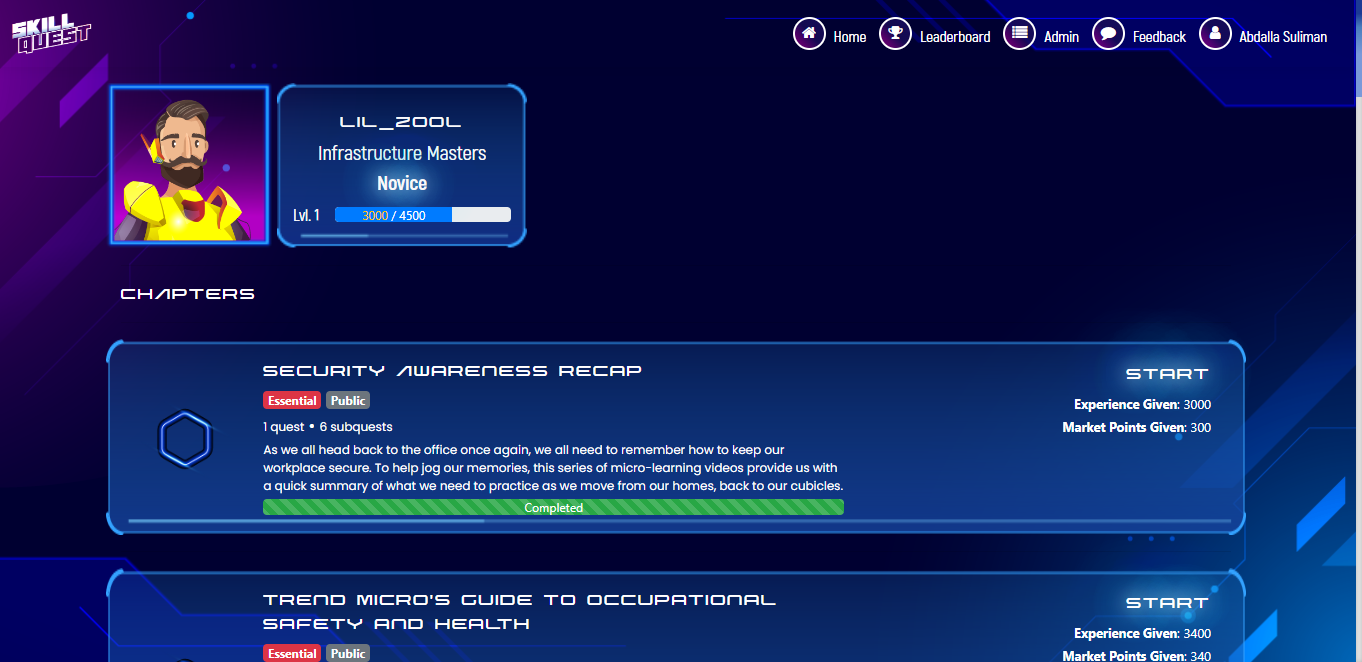 SKILL
QUEST
Home
Leaderboard
Admin
Feedback
Abdalla Suliman
LIL_ZOOL
Infrastructure Masters
Novice
Lvl. 1
3000 / 4500
CHAPTERS
SECURITY AWARENESS RECAP
START
Essential Public
Experience Given: 3000
1 quest • 6 subquests
Market Points Given: 300
As we all head back to the office once again, we all need to remember how to keep our
workplace secure. To help jog our memories, this series of micro-learning videos provide us with
a quick summary of what we need to practice as we move from our homes, back to our cubicles.
Completed
TREND MICRO'S GUIDE TO OCCUPATIONAL
SAFETY AND HEALTH
START
Experience Given: 3400
Essential Public
Market Points Given: 340